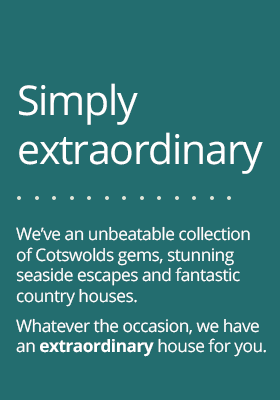 Simply
extraordinary
We've an unbeatable collection
of Cotswolds gems, stunning
seaside escapes and fantastic
country houses.
Whatever the occasion, we have
an extraordinary house for you.